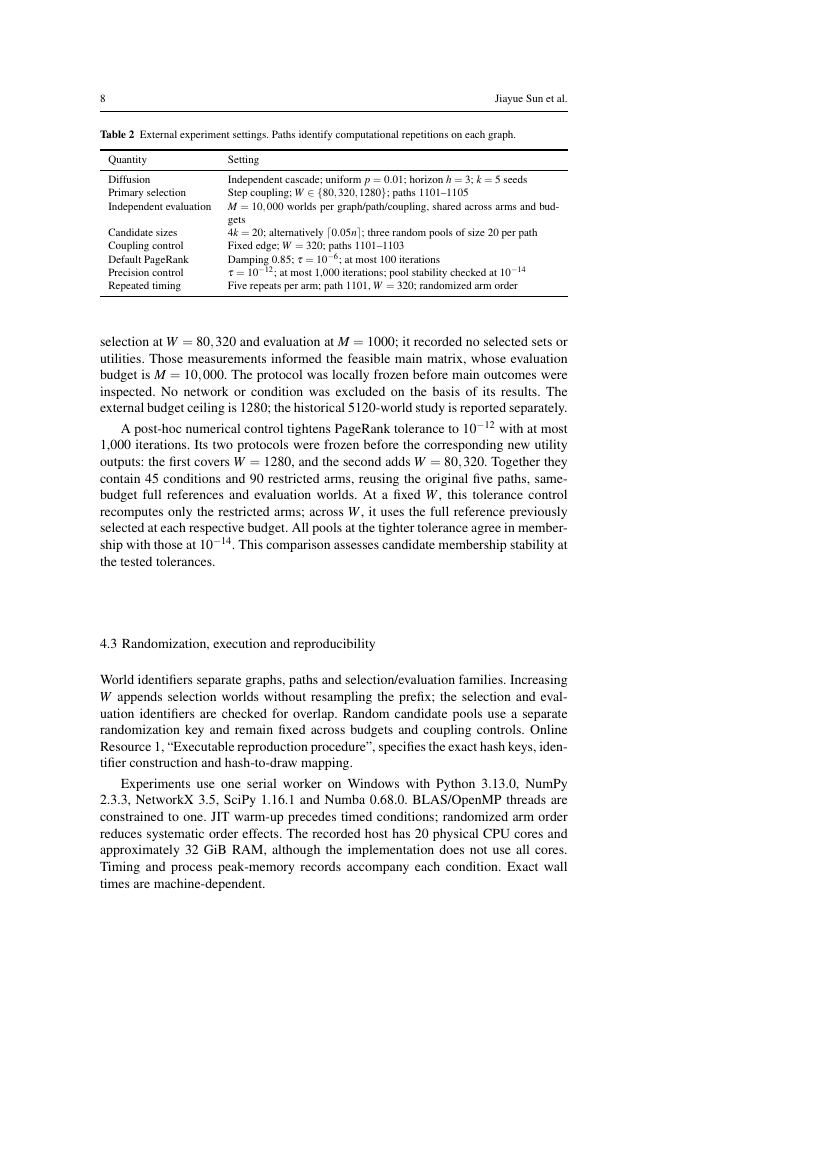 8 Jiayue Sun et al.
Table 2 External experiment settings. Paths identify computational repetitions on each graph.
Quantity Setting
Diffusion Independent cascade; uniform p = 0.01; horizon h = 3; k = 5 seeds
Primary selection Step coupling; W ∈ {80,320,1280}; paths 1101–1105
Independent evaluation M = 10,000 worlds per graph/path/coupling, shared across arms and bud-
gets
Candidate sizes 4k = 20; alternatively ⌈0.05n⌉; three random pools of size 20 per path
Coupling control Fixed edge; W = 320; paths 1101–1103
Default PageRank Damping 0.85; τ = 10⁻⁶; at most 100 iterations
Precision control τ = 10⁻¹²; at most 1,000 iterations; pool stability checked at 10⁻¹⁴
Repeated timing Five repeats per arm; path 1101, W = 320; randomized arm order
selection at W = 80,320 and evaluation at M = 1000; it recorded no selected sets or
utilities. Those measurements informed the feasible main matrix, whose evaluation
budget is M = 10,000. The protocol was locally frozen before main outcomes were
inspected. No network or condition was excluded on the basis of its results. The
external budget ceiling is 1280; the historical 5120-world study is reported separately.
A post-hoc numerical control tightens PageRank tolerance to 10⁻¹² with at most
1,000 iterations. Its two protocols were frozen before the corresponding new utility
outputs: the first covers W = 1280, and the second adds W = 80,320. Together they
contain 45 conditions and 90 restricted arms, reusing the original five paths, same-
budget full references and evaluation worlds. At a fixed W, this tolerance control
recomputes only the restricted arms; across W, it uses the full reference previously
selected at each respective budget. All pools at the tighter tolerance agree in member-
ship with those at 10⁻¹⁴. This comparison assesses candidate membership stability at
the tested tolerances.
4.3 Randomization, execution and reproducibility
World identifiers separate graphs, paths and selection/evaluation families. Increasing
W appends selection worlds without resampling the prefix; the selection and eval-
uation identifiers are checked for overlap. Random candidate pools use a separate
randomization key and remain fixed across budgets and coupling controls. Online
Resource 1, “Executable reproduction procedure”, specifies the exact hash keys, iden-
tifier construction and hash-to-draw mapping.
Experiments use one serial worker on Windows with Python 3.13.0, NumPy
2.3.3, NetworkX 3.5, SciPy 1.16.1 and Numba 0.68.0. BLAS/OpenMP threads are
constrained to one. JIT warm-up precedes timed conditions; randomized arm order
reduces systematic order effects. The recorded host has 20 physical CPU cores and
approximately 32 GiB RAM, although the implementation does not use all cores.
Timing and process peak-memory records accompany each condition. Exact wall
times are machine-dependent.